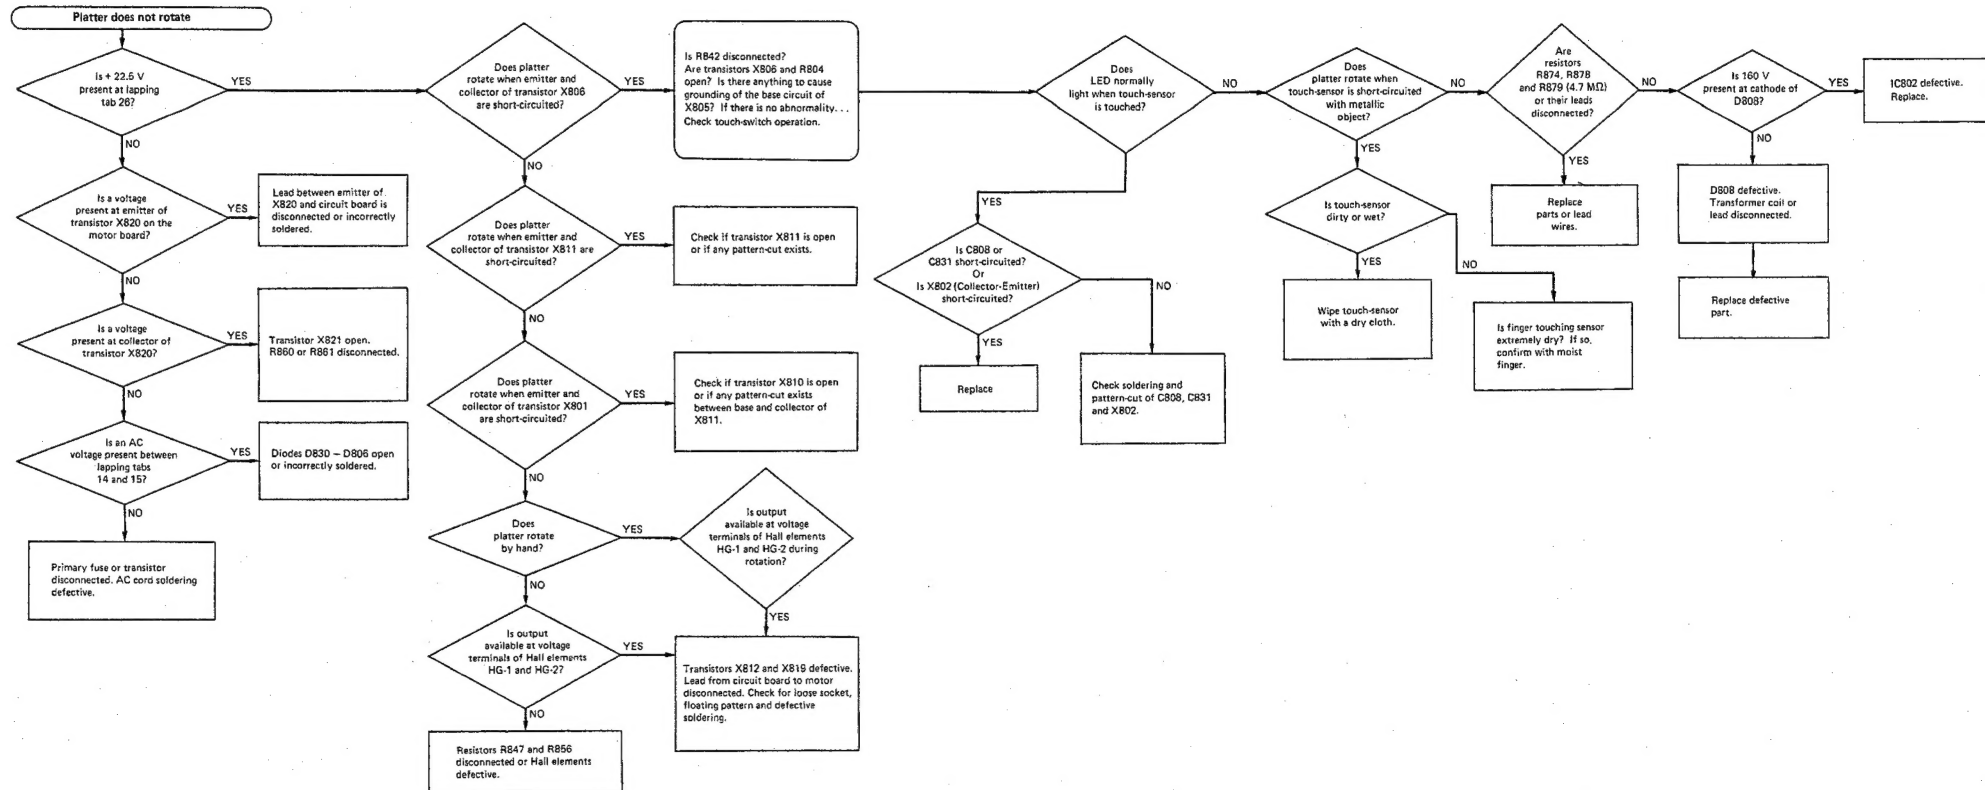 Platter does not rotate
Is + 22.5 V
present at lapping
tab 26?
YES
NO
Is a voltage
present at emitter of
transistor X820 on the
motor board?
YES
Lead between emitter of
X820 and circuit board is
disconnected or incorrectly
soldered.
NO
Is a voltage
present at collector of
transistor X820?
YES
Transistor X821 open.
R860 or R861 disconnected.
NO
Is an AC
voltage present between
lapping tabs
14 and 15?
YES
Diodes D830 – D806 open
or incorrectly soldered.
NO
Primary fuse or transistor
disconnected. AC cord soldering
defective.
Does platter
rotate when emitter and
collector of transistor X806
are short-circuited?
YES
Is R842 disconnected?
Are transistors X806 and R804
open? Is there anything to cause
grounding of the base circuit of
X805? If there is no abnormality. . .
Check touch-switch operation.
NO
Does platter
rotate when emitter and
collector of transistor X811 are
short-circuited?
YES
Check if transistor X811 is open
or if any pattern-cut exists.
NO
Does platter
rotate when emitter and
collector of transistor X801
are short-circuited?
YES
Check if transistor X810 is open
or if any pattern-cut exists
between base and collector of
X811.
NO
Does
platter rotate
by hand?
YES
Is output
available at voltage
terminals of Hall elements
HG-1 and HG-2 during
rotation?
YES
NO
Is output
available at voltage
terminals of Hall elements
HG-1 and HG-2?
YES
Transistors X812 and X819 defective.
Lead from circuit board to motor
disconnected. Check for loose socket,
floating pattern and defective
soldering.
NO
Resistors R847 and R856
disconnected or Hall elements
defective.
Does
LED normally
light when touch-sensor
is touched?
NO
YES
Is C808 or
C831 short-circuited?
Or
Is X802 (Collector-Emitter)
short-circuited?
NO
YES
Replace
Check soldering and
pattern-cut of C808, C831
and X802.
Does
platter rotate when
touch-sensor is short-circuited
with metallic
object?
NO
YES
Is touch-sensor
dirty or wet?
NO
YES
Wipe touch-sensor
with a dry cloth.
Is finger touching sensor
extremely dry? If so,
confirm with moist
finger.
Are
resistors
R874, R878
and R879 (4.7 MΩ)
or their leads
disconnected?
NO
YES
Replace
parts or lead
wires.
Is 160 V
present at cathode of
D808?
YES
1C802 defective.
Replace.
NO
D808 defective.
Transformer coil or
lead disconnected.
Replace defective
part.